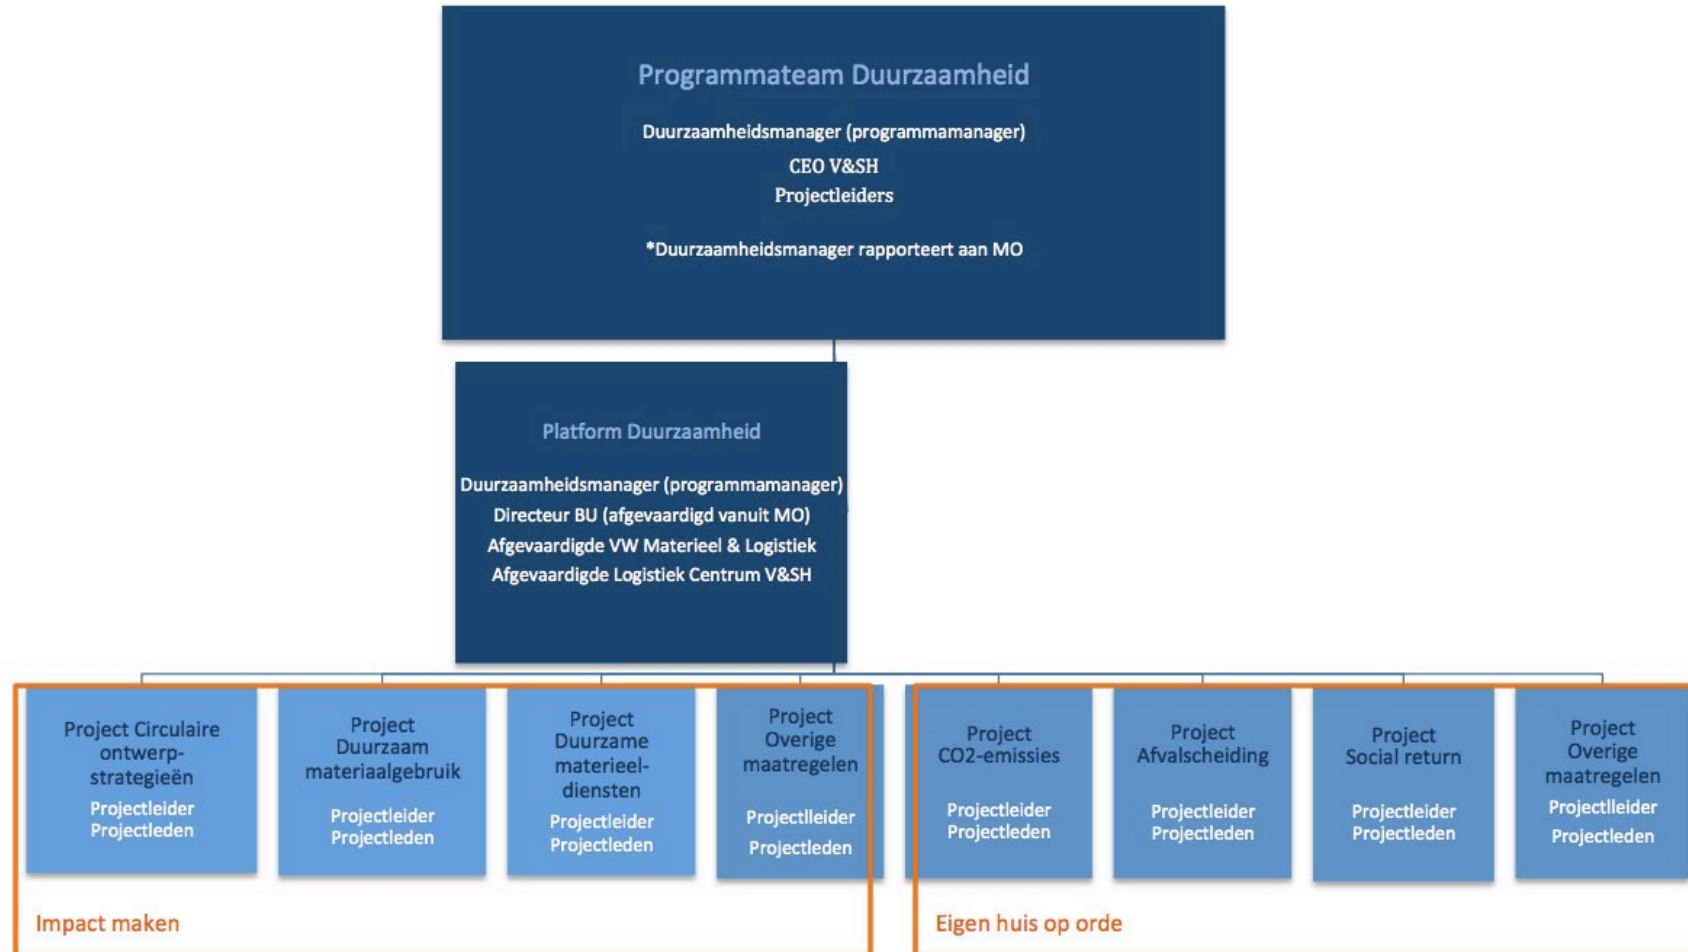 Programmateam Duurzaamheid
Duurzaamheidsmanager (programmamanager)
CEO V&SH
Projectleiders
*Duurzaamheidsmanager rapporteert aan MO
Platform Duurzaamheid
Duurzaamheidsmanager (programmamanager)
Directeur BU (afgevaardigd vanuit MO)
Afgevaardigde VW Materieel & Logistiek
Afgevaardigde Logistiek Centrum V&SH
Project Circulaire
ontwerp-
strategieën
Projectleider
Projectleden
Project
Duurzaam
materiaalgebruik
Projectleider
Projectleden
Project
Duurzame
materieel-
diensten
Projectleider
Projectleden
Project
Overige
maatregelen
Projectlleider
Projectleden
Project
CO2-emissies
Projectleider
Projectleden
Project
Afvalscheiding
Projectleider
Projectleden
Project
Social return
Projectleider
Projectleden
Project
Overige
maatregelen
Projectlleider
Projectleden
Impact maken
Eigen huis op orde